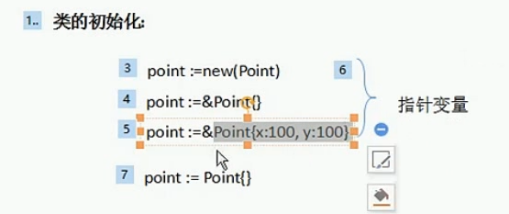 1.. 类的初始化:
3 point :=new(Point) 6
4 point :=&Point{}
指针变量
5 point :=&Point{x:100, y:100}
7 point := Point{}